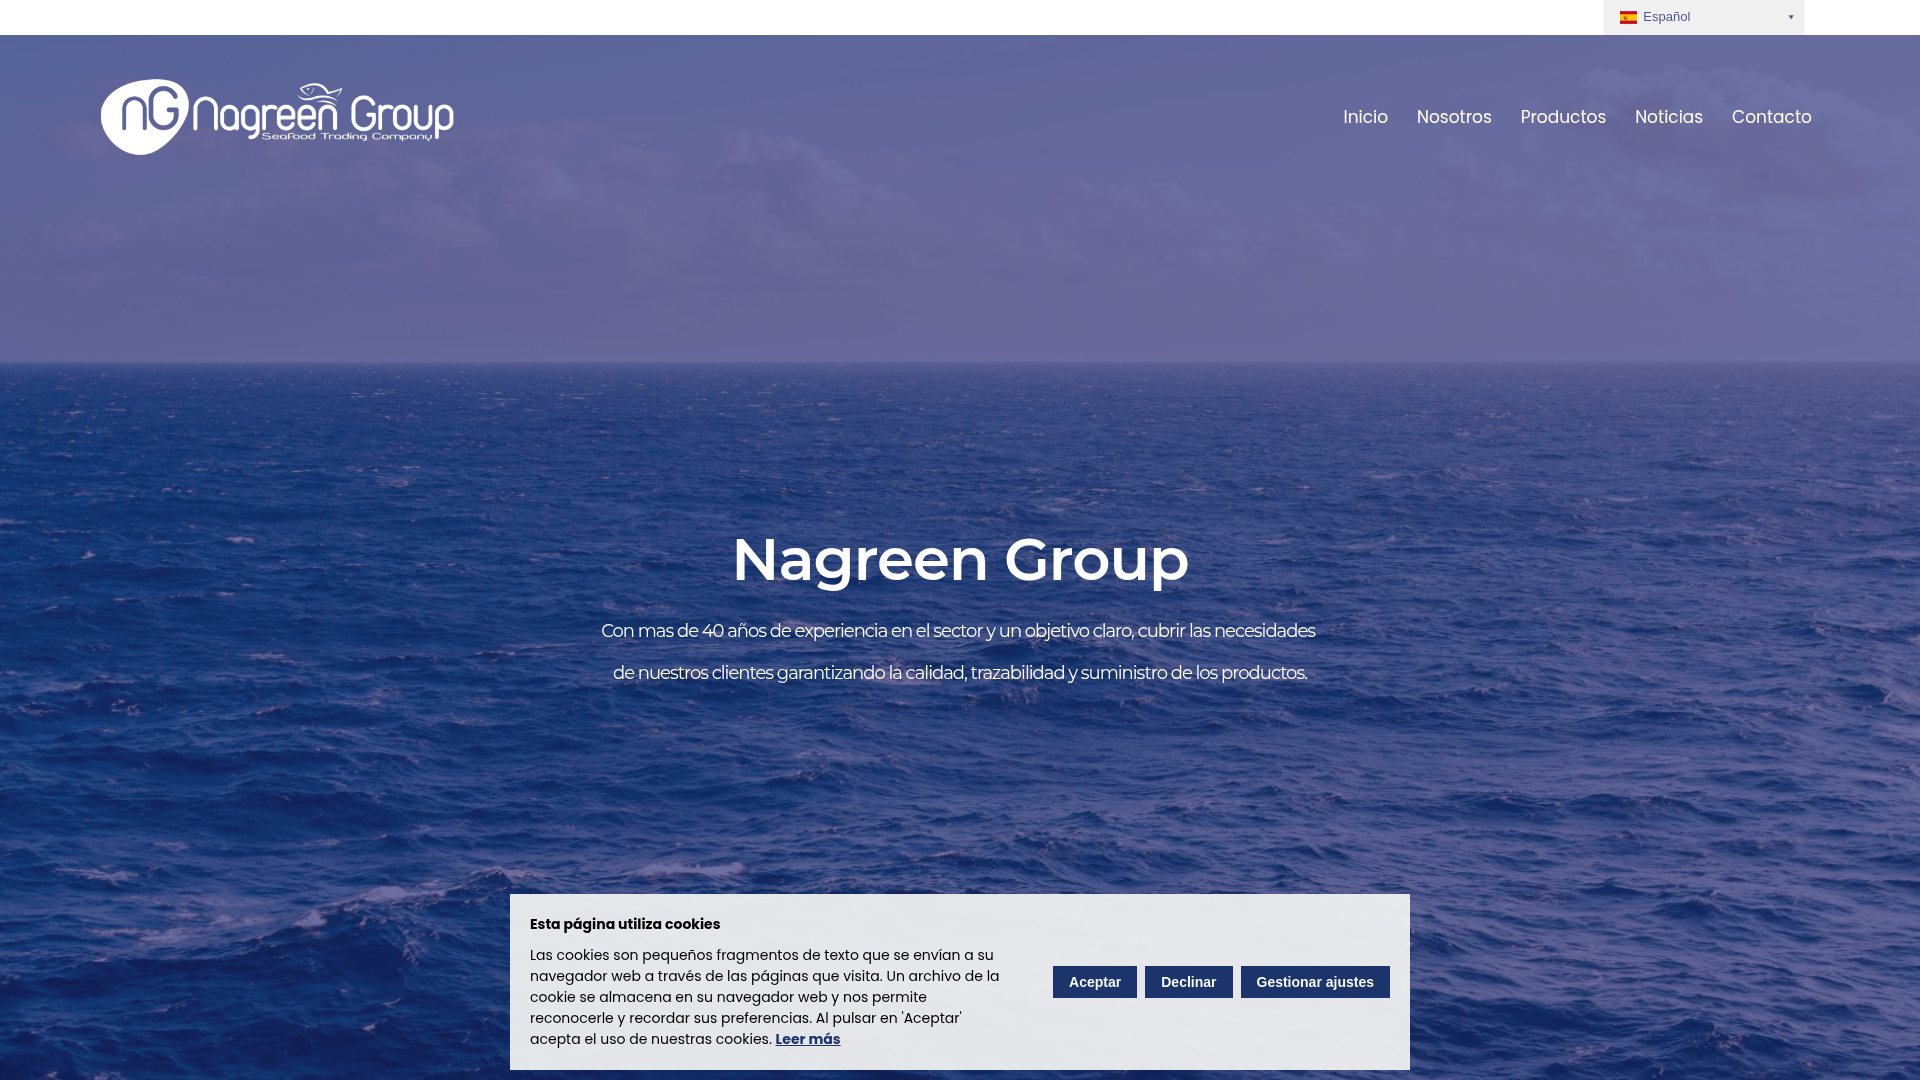 Español
nG Nagreen Group
Seafood Trading Company
Inicio Nosotros Productos Noticias Contacto
Nagreen Group
Con mas de 40 años de experiencia en el sector y un objetivo claro, cubrir las necesidades
de nuestros clientes garantizando la calidad, trazabilidad y suministro de los productos.
Esta página utiliza cookies
Las cookies son pequeños fragmentos de texto que se envían a su
navegador web a través de las páginas que visita. Un archivo de la
cookie se almacena en su navegador web y nos permite
reconocerle y recordar sus preferencias. Al pulsar en 'Aceptar'
acepta el uso de nuestras cookies. Leer más
Aceptar Declinar Gestionar ajustes